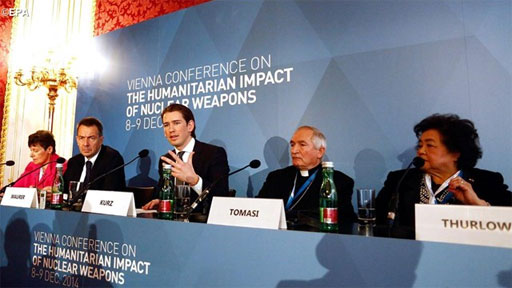 ©EPA
VIENNA CONFERENCE ON
THE HUMANITARIAN IMPACT
OF NUCLEAR WEAPONS
8-9 DEC
MAURER
KURZ
TOMASI
THURLOW
VIENNA CONFERENCE ON
THE HUMANITARIAN IMPACT
OF NUCLEAR WEAPONS
8-9 DEC. 2014